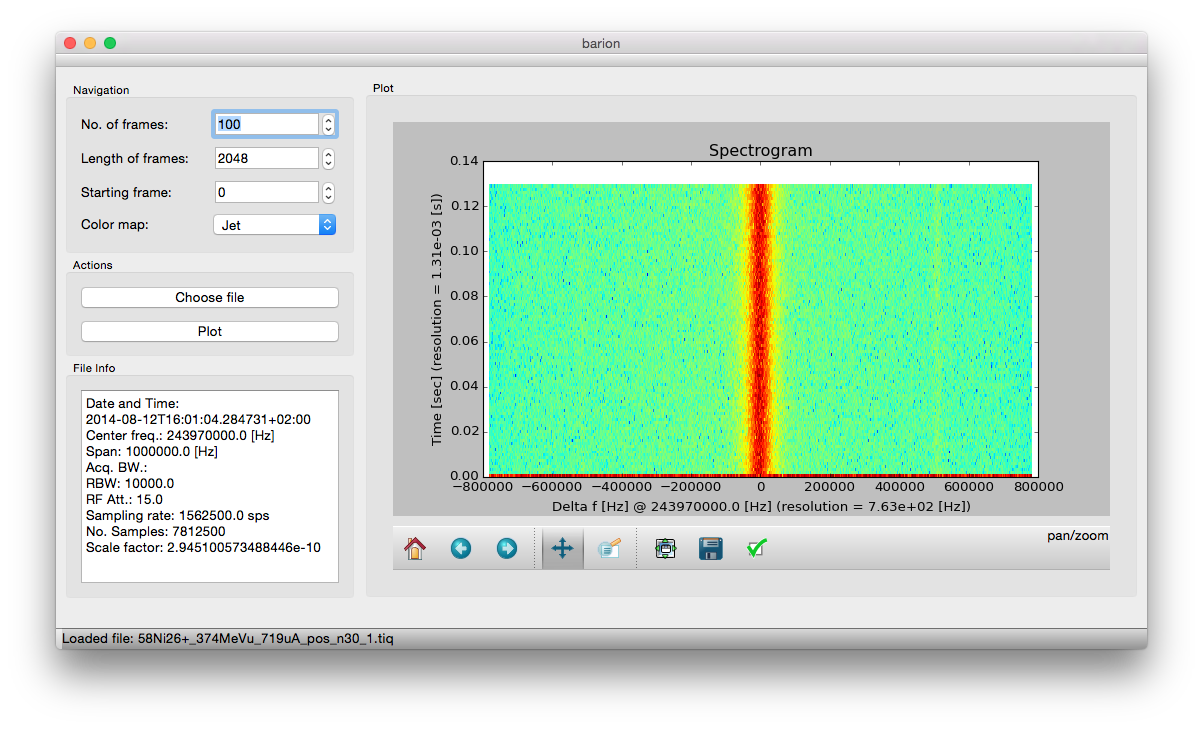 barion
Navigation
No. of frames: 100
Length of frames: 2048
Starting frame: 0
Color map: Jet
Actions
Choose file
Plot
File Info
Date and Time:
2014-08-12T16:01:04.284731+02:00
Center freq.: 243970000.0 [Hz]
Span: 1000000.0 [Hz]
Acq. BW.:
RBW: 10000.0
RF Att.: 15.0
Sampling rate: 1562500.0 sps
No. Samples: 7812500
Scale factor: 2.945100573488446e-10
Plot
Spectrogram
Time [sec] (resolution = 1.31e-03 [s])
0.14
0.12
0.10
0.08
0.06
0.04
0.02
0.00
−800000 −600000 −400000 −200000 0 200000 400000 600000 800000
Delta f [Hz] @ 243970000.0 [Hz] (resolution = 7.63e+02 [Hz])
pan/zoom
Loaded file: 58Ni26+_374MeVu_719uA_pos_n30_1.tiq